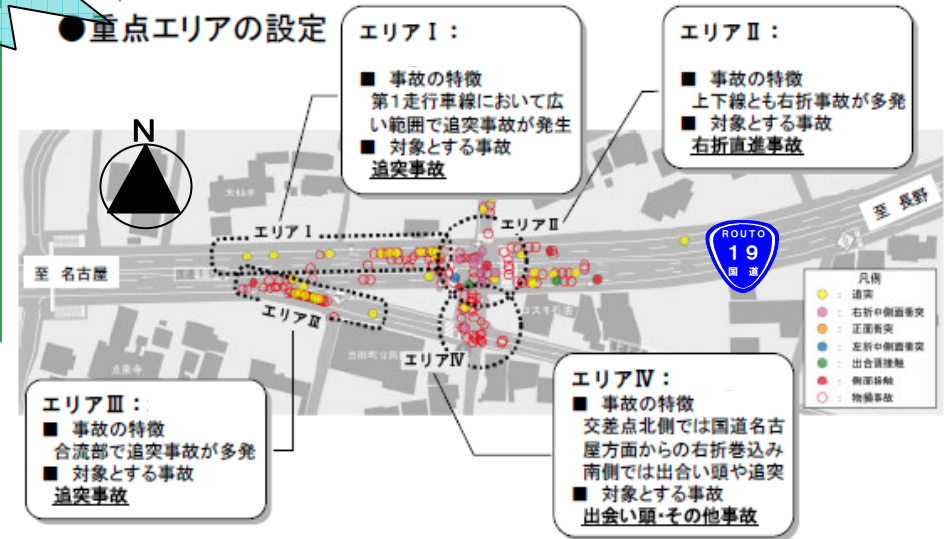 ●重点エリアの設定
エリアⅠ：
■ 事故の特徴
第1走行車線において広
い範囲で追突事故が発生
■ 対象とする事故
追突事故
エリアⅡ：
■ 事故の特徴
上下線とも右折事故が多発
■ 対象とする事故
右折直進事故
N
エリアⅠ
エリアⅡ
至 長野
至 名古屋
ROUTO
19
国道
エリアⅣ
エリアⅣ
凡例
：追突
：右折中側面衝突
：正面衝突
：左折中側面衝突
：出合頭接触
：側面接触
：物損事故
エリアⅢ：
■ 事故の特徴
合流部で追突事故が多発
■ 対象とする事故
追突事故
エリアⅣ：
■ 事故の特徴
交差点北側では国道名古
屋方面からの右折巻込み
南側では出合い頭や追突
■ 対象とする事故
出会い頭・その他事故